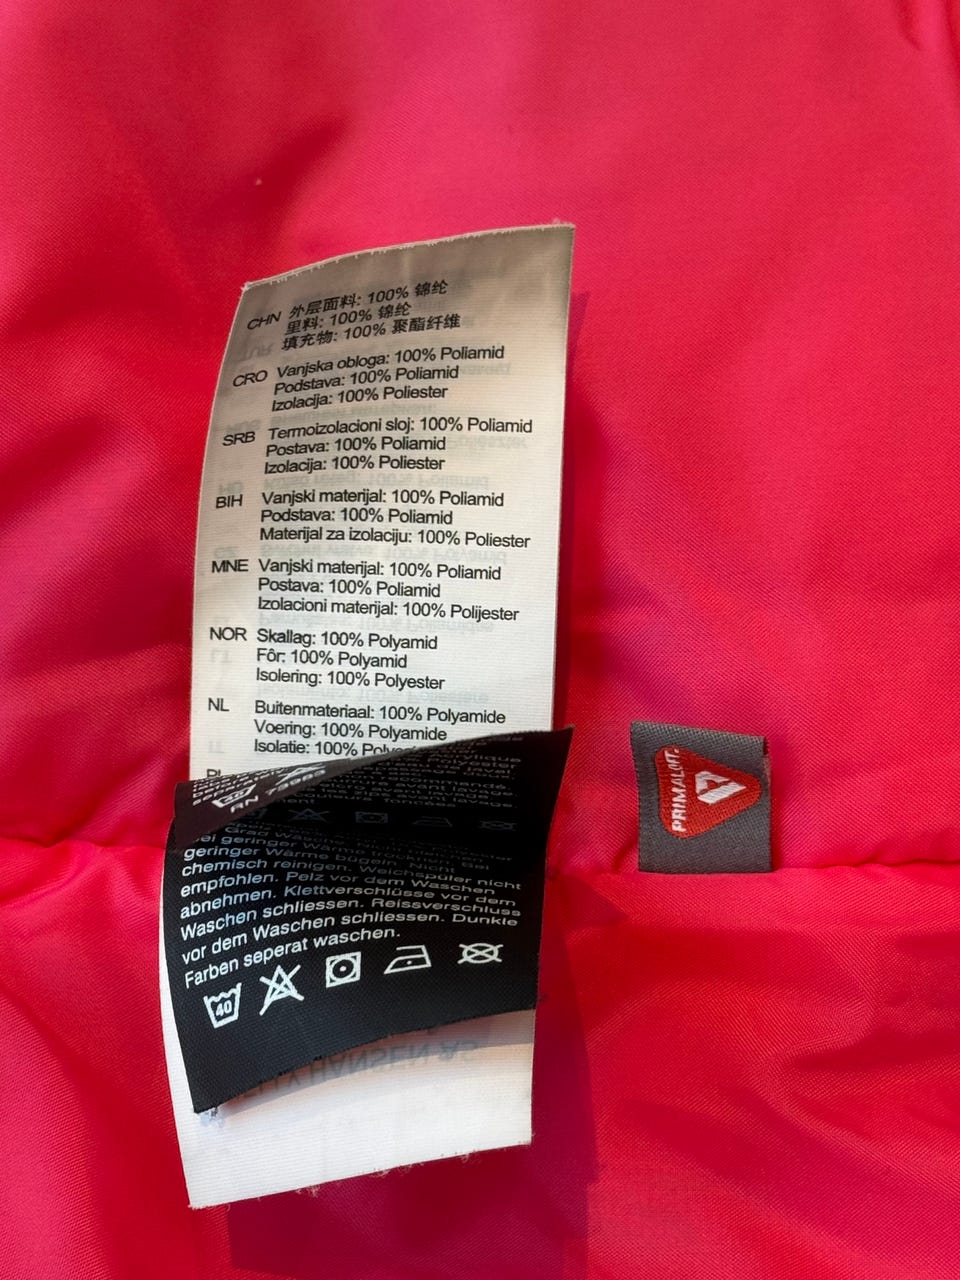 CHN 外层面料: 100% 锦纶
里料: 100% 锦纶
填充物: 100% 聚酯纤维
CRO Vanjska obloga: 100% Poliamid
Podstava: 100% Poliamid
Izolacija: 100% Poliester
SRB Termoizolacioni sloj: 100% Poliamid
Postava: 100% Poliamid
Izolacija: 100% Poliester
BIH Vanjski materijal: 100% Poliamid
Podstava: 100% Poliamid
Materijal za izolaciju: 100% Poliester
MNE Vanjski materijal: 100% Poliamid
Postava: 100% Poliamid
Izolacioni materijal: 100% Polijester
NOR Skallag: 100% Polyamid
Fôr: 100% Polyamid
Isolering: 100% Polyester
NL Buitenmateriaal: 100% Polyamide
Voering: 100% Polyamide
Isolatie: 100%
RN 73983
geringer Wärme bügeln. Nicht
chemisch reinigen. Weichspüler nicht
empfohlen. Pelz vor dem Waschen
abnehmen. Klettverschlüsse vor dem
Waschen schliessen. Reissverschluss
vor dem Waschen schliessen. Dunkle
Farben seperat waschen.
40
PRIMALOFT